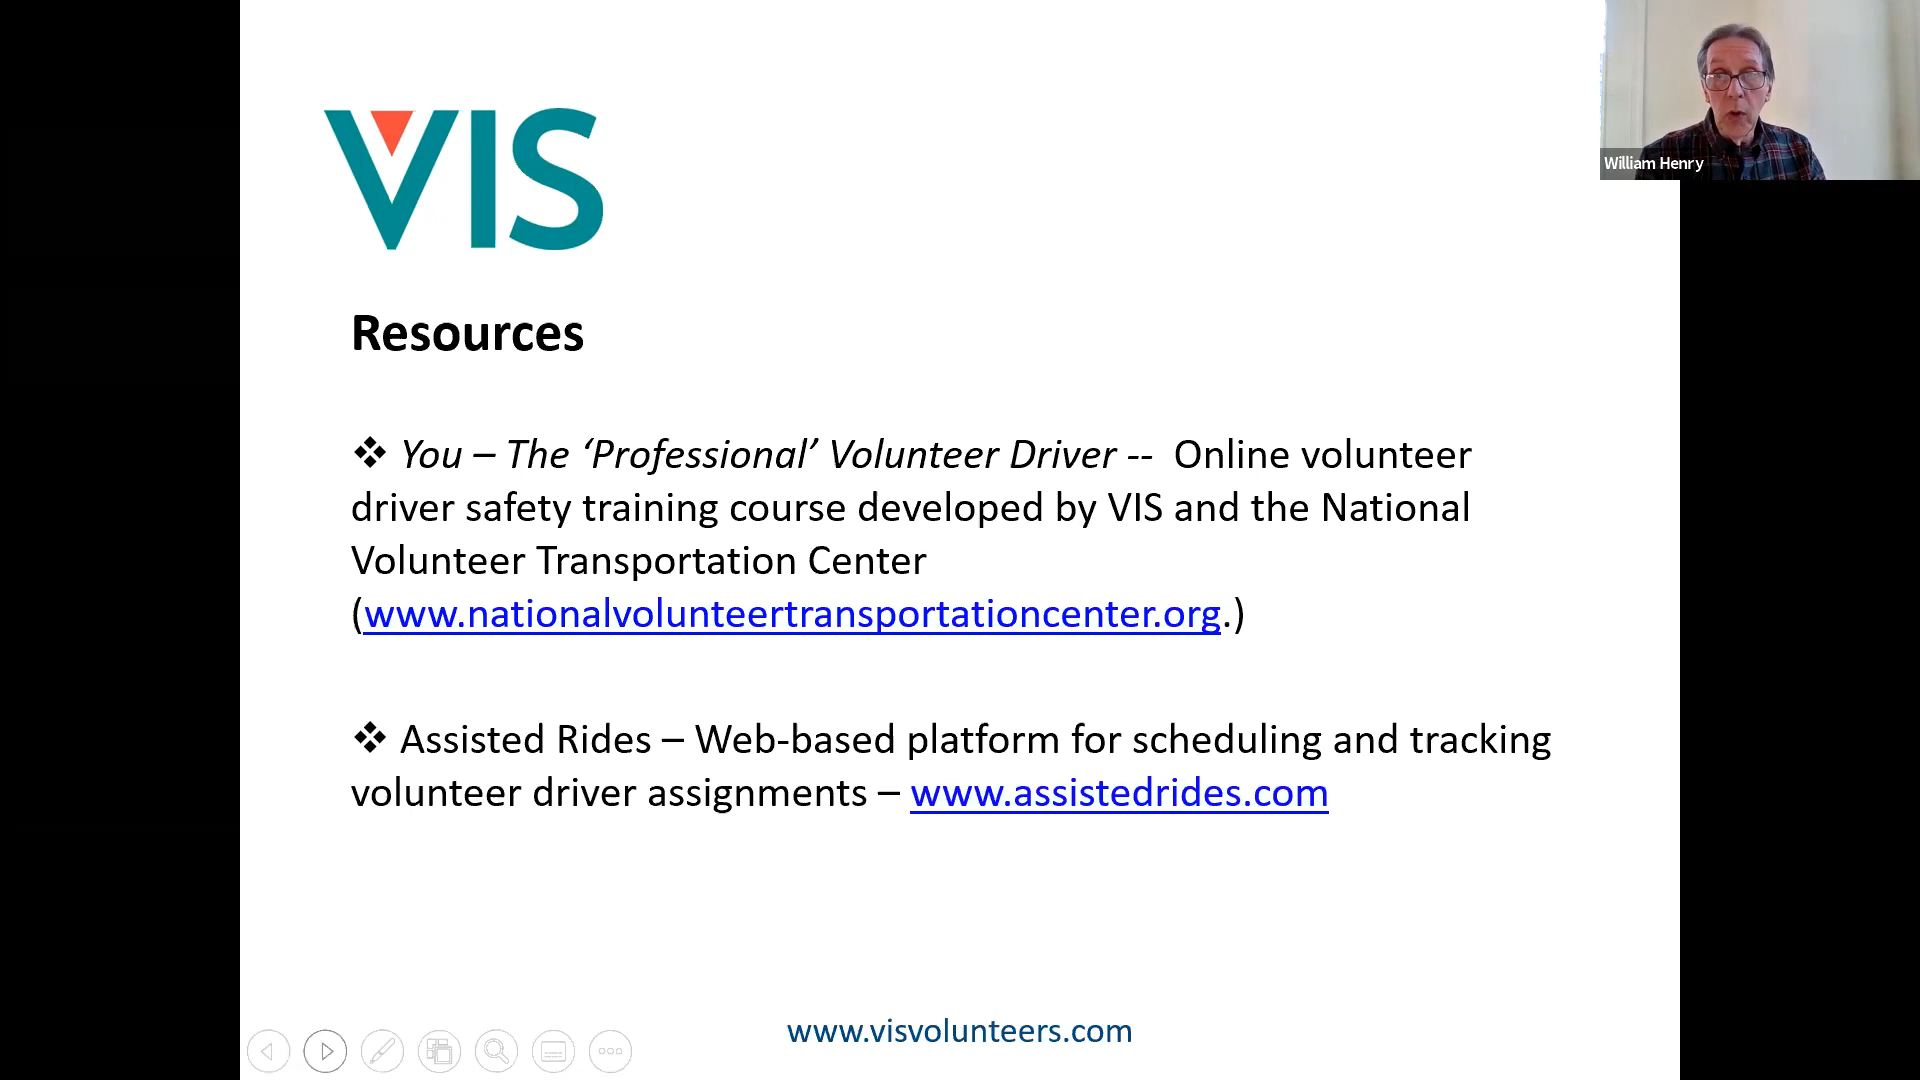 VIS
William Henry
Resources
❖ You – The ‘Professional’ Volunteer Driver -- Online volunteer
driver safety training course developed by VIS and the National
Volunteer Transportation Center
(www.nationalvolunteertransportationcenter.org.)
❖ Assisted Rides – Web-based platform for scheduling and tracking
volunteer driver assignments – www.assistedrides.com
www.visvolunteers.com